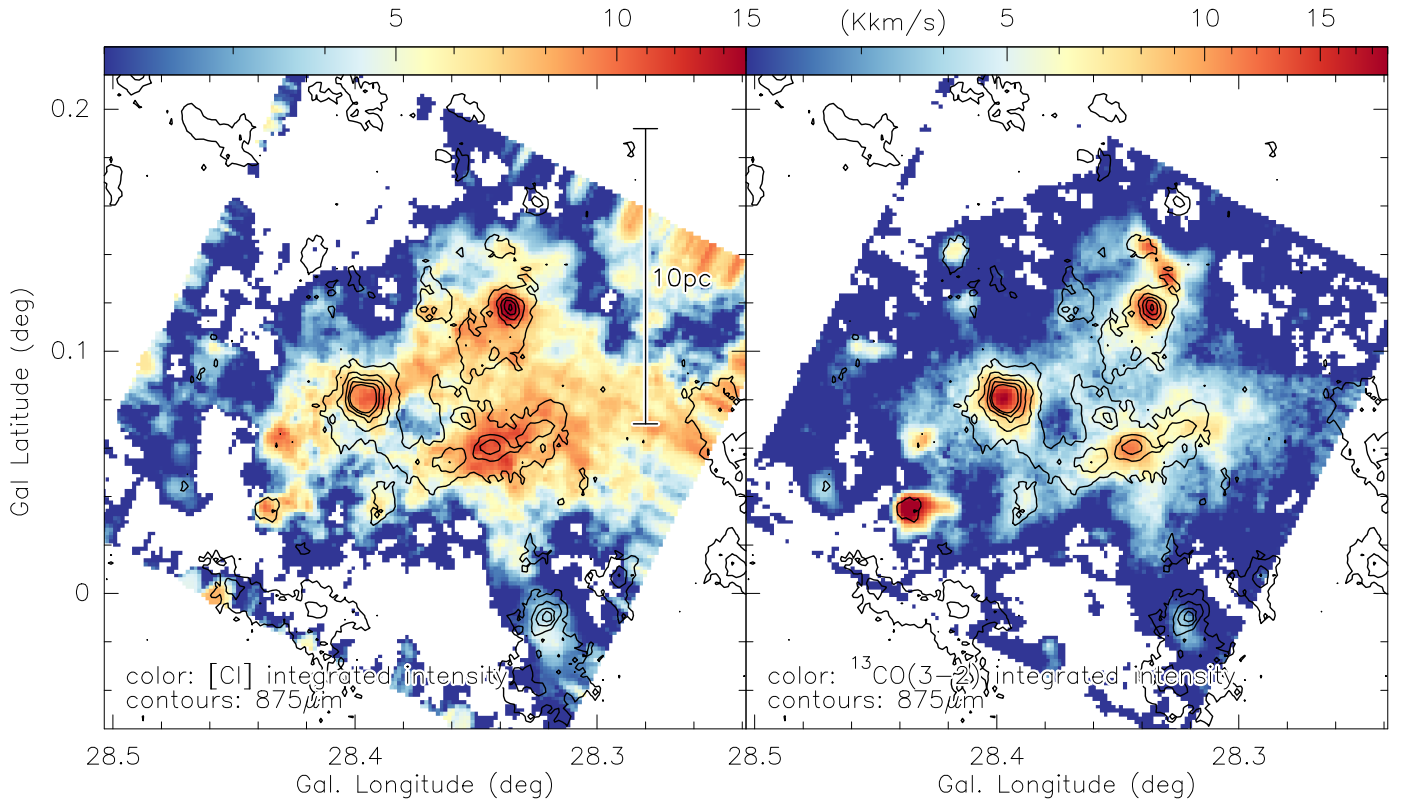 5 10 15 (Kkm/s) 5 10 15
0.2
10pc
0.1
0
color: [CI] integrated intensity
contours: 875μm
color: ¹³CO(3−2) integrated intensity
contours: 875μm
28.5 28.4 28.3 28.5 28.4 28.3
Gal. Longitude (deg) Gal. Longitude (deg)
Gal Latitude (deg)